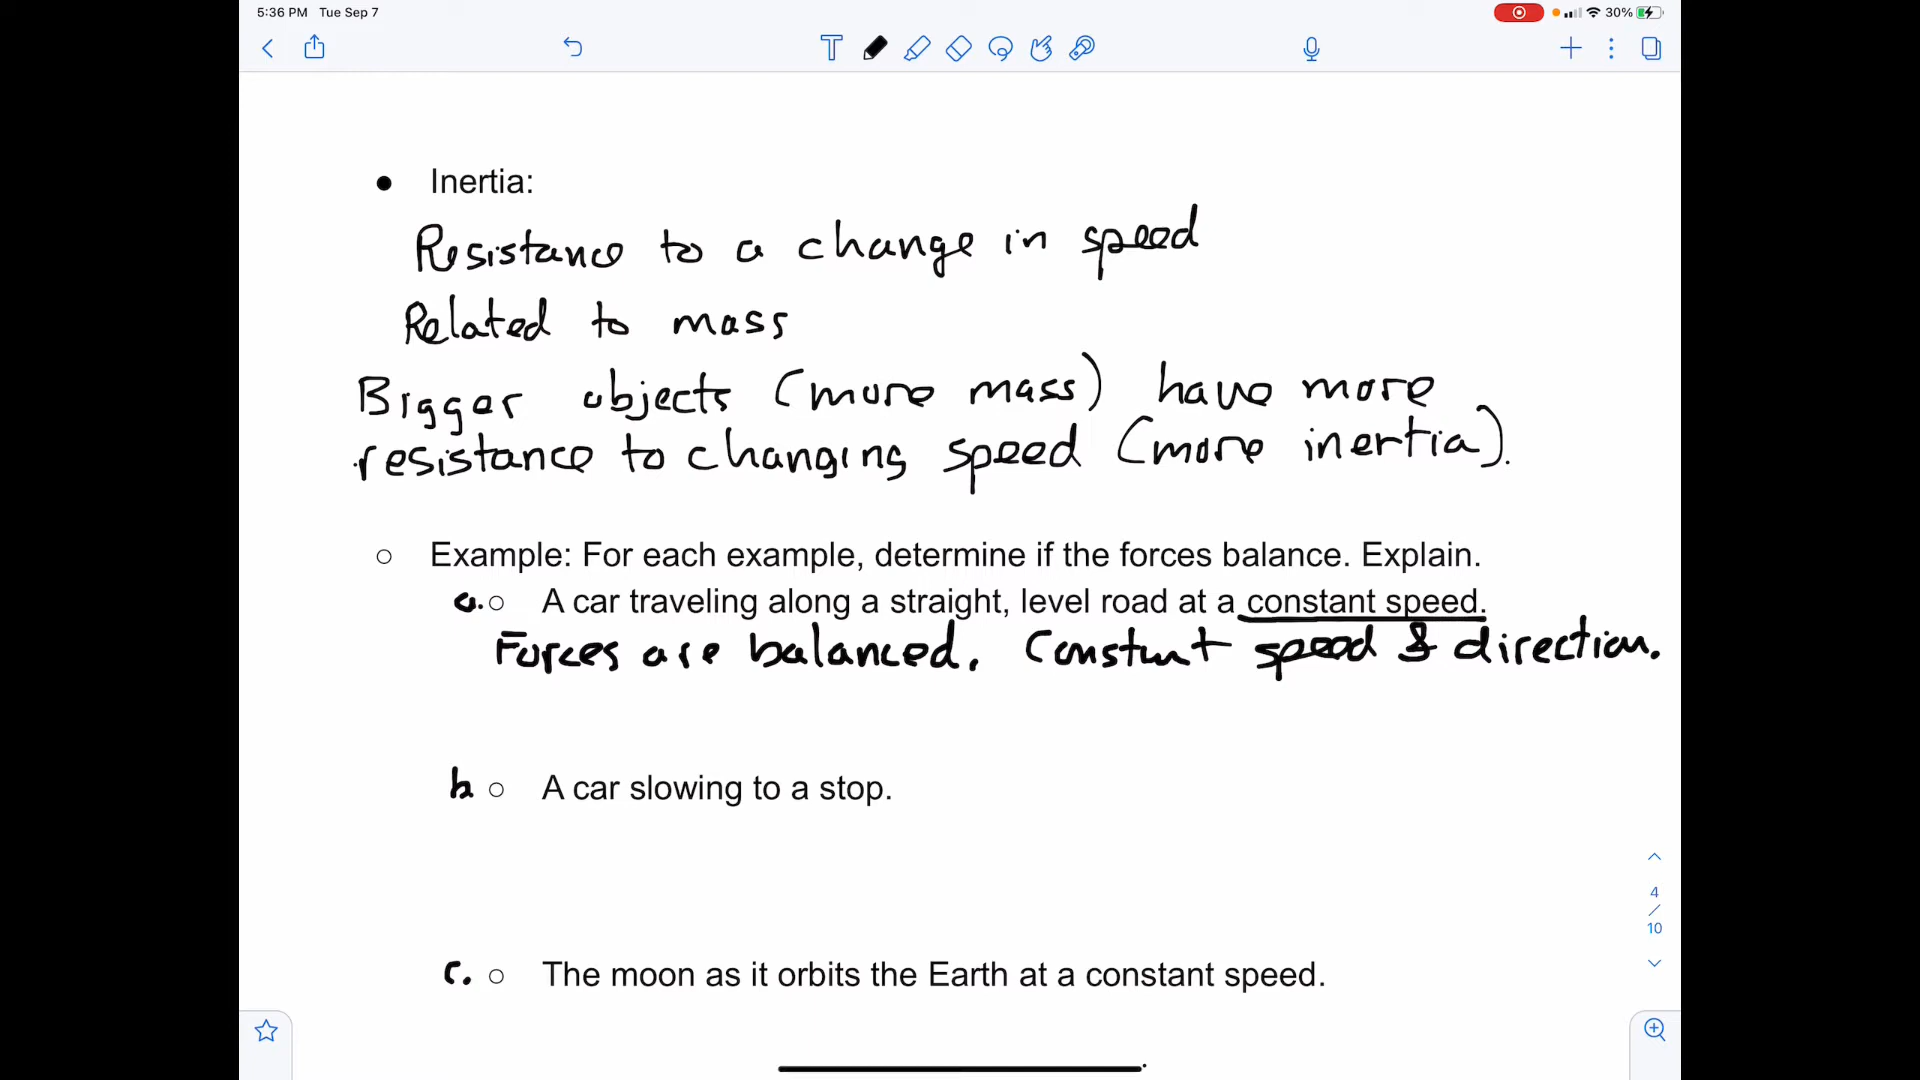 5:36 PM Tue Sep 7
30%
T
● Inertia:
Resistance to a change in speed
Related to mass
Bigger objects (more mass) have more
resistance to changing speed (more inertia).
○ Example: For each example, determine if the forces balance. Explain.
a. ○ A car traveling along a straight, level road at a constant speed.
Forces are balanced. Constant speed & direction.
b ○ A car slowing to a stop.
4
/
10
c. ○ The moon as it orbits the Earth at a constant speed.